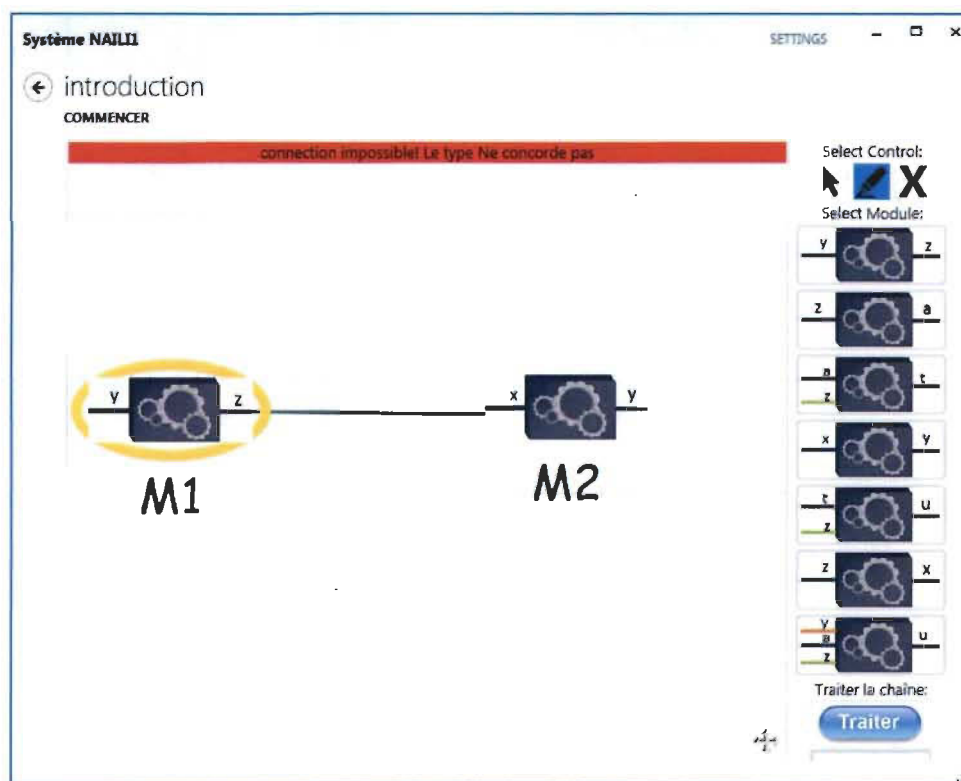 Système NAILI1
SETTINGS
introduction
COMMENCER
connection impossible! Le type Ne concorde pas
Select Control:
X
Select Module:
y z
z a
a t
z
x y
t u
z
z x
y
a u
z
y z
x y
M1
M2
Traiter la chaîne:
Traiter